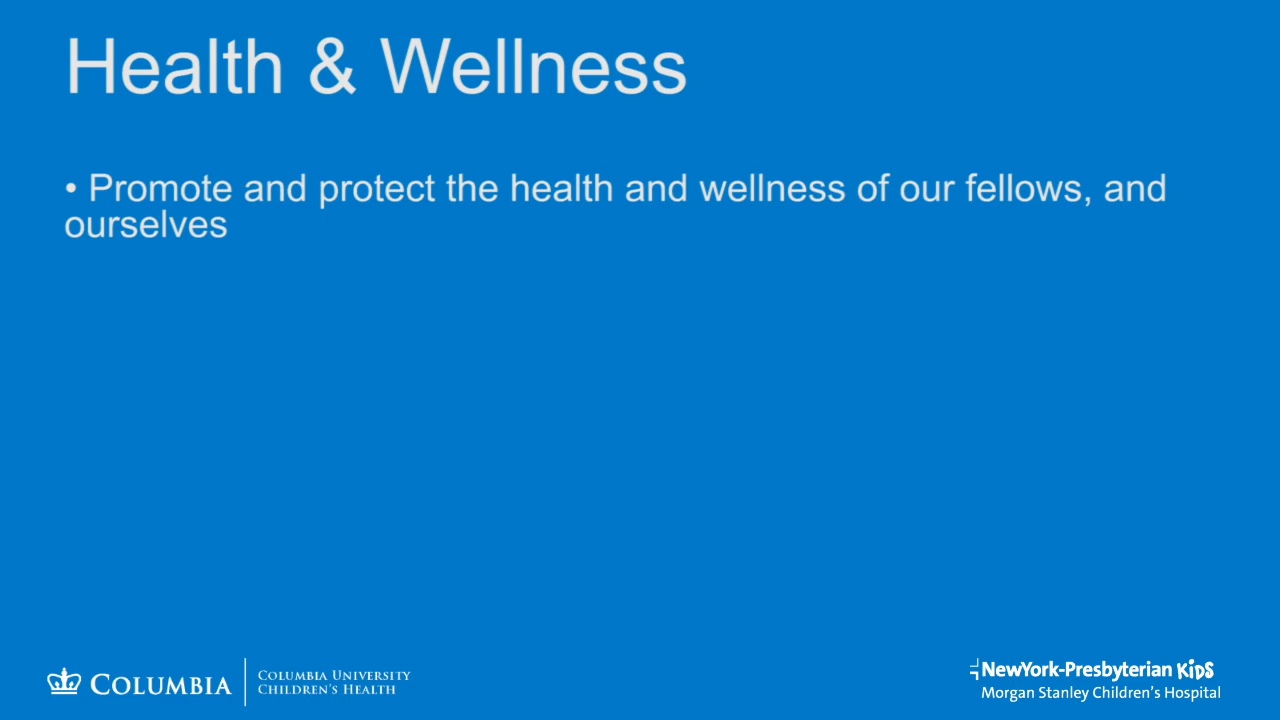 Health & Wellness
• Promote and protect the health and wellness of our fellows, and
ourselves
COLUMBIA
COLUMBIA UNIVERSITY
CHILDREN'S HEALTH
NewYork-Presbyterian KiDS
Morgan Stanley Children's Hospital